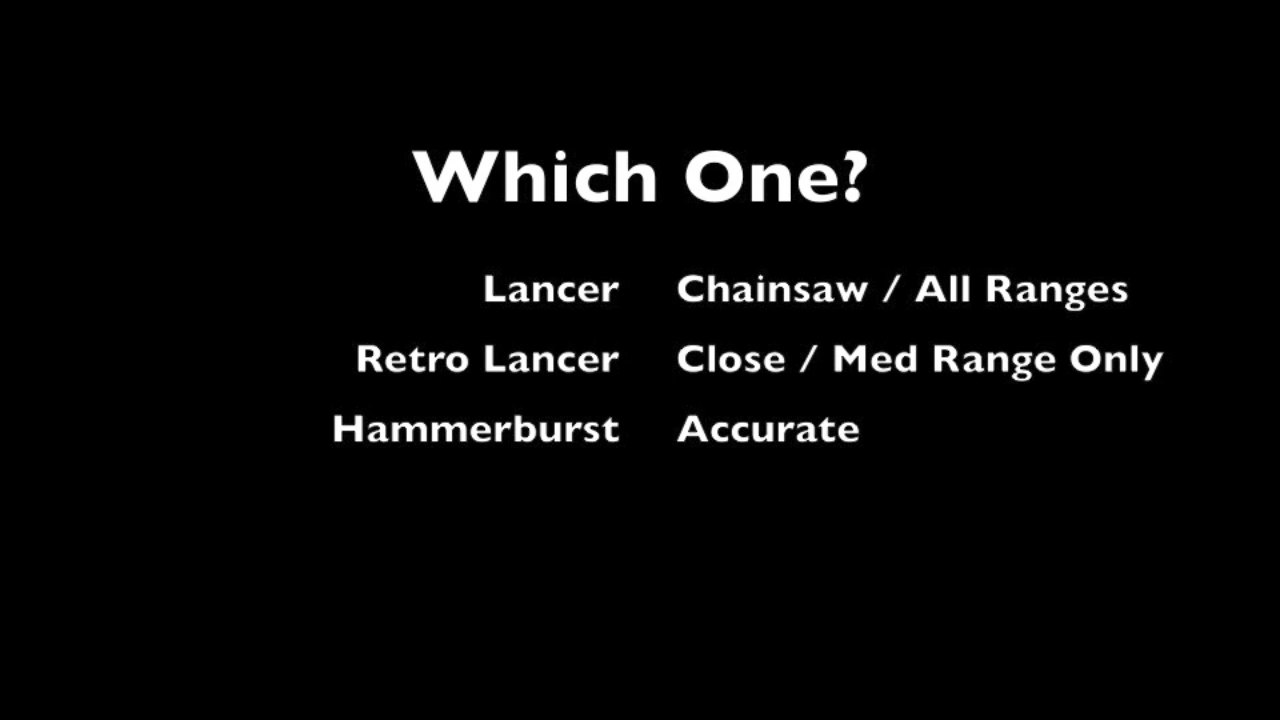 Which One?
Lancer Chainsaw / All Ranges
Retro Lancer Close / Med Range Only
Hammerburst Accurate